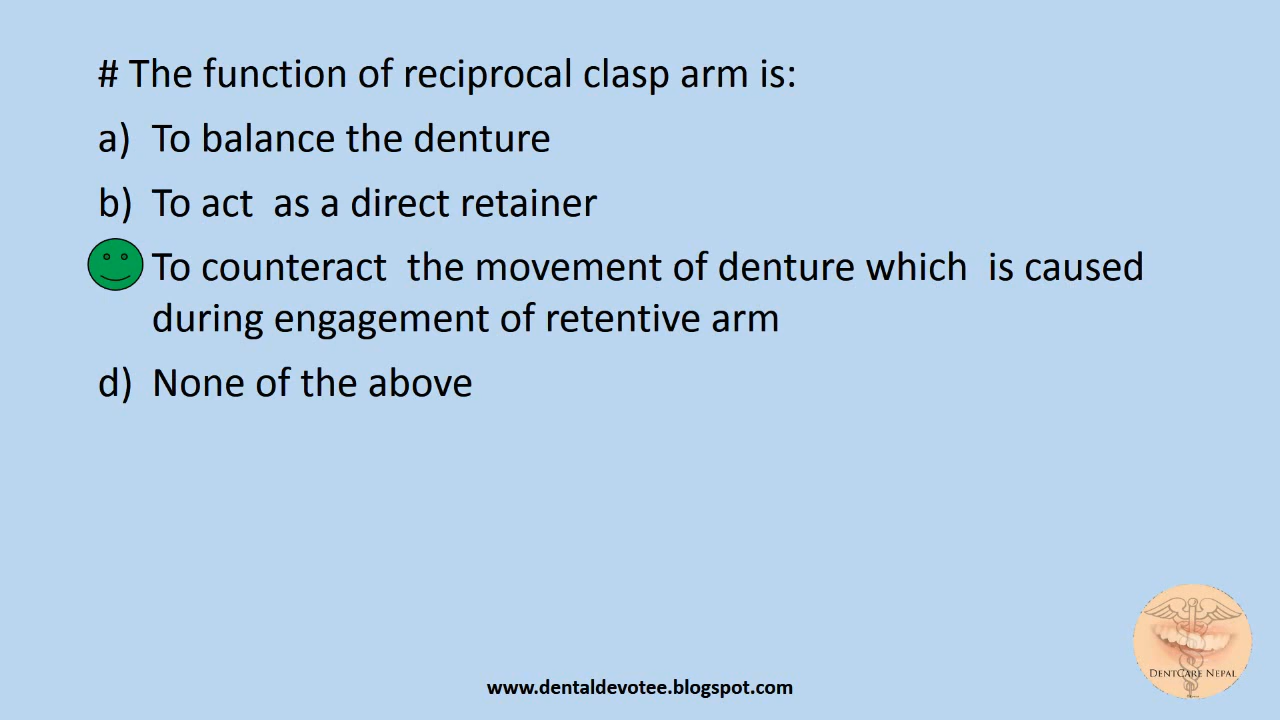 # The function of reciprocal clasp arm is:
a) To balance the denture
b) To act  as a direct retainer
To counteract  the movement of denture which  is caused
during engagement of retentive arm
d) None of the above
DENTCARE NEPAL
www.dentaldevotee.blogspot.com